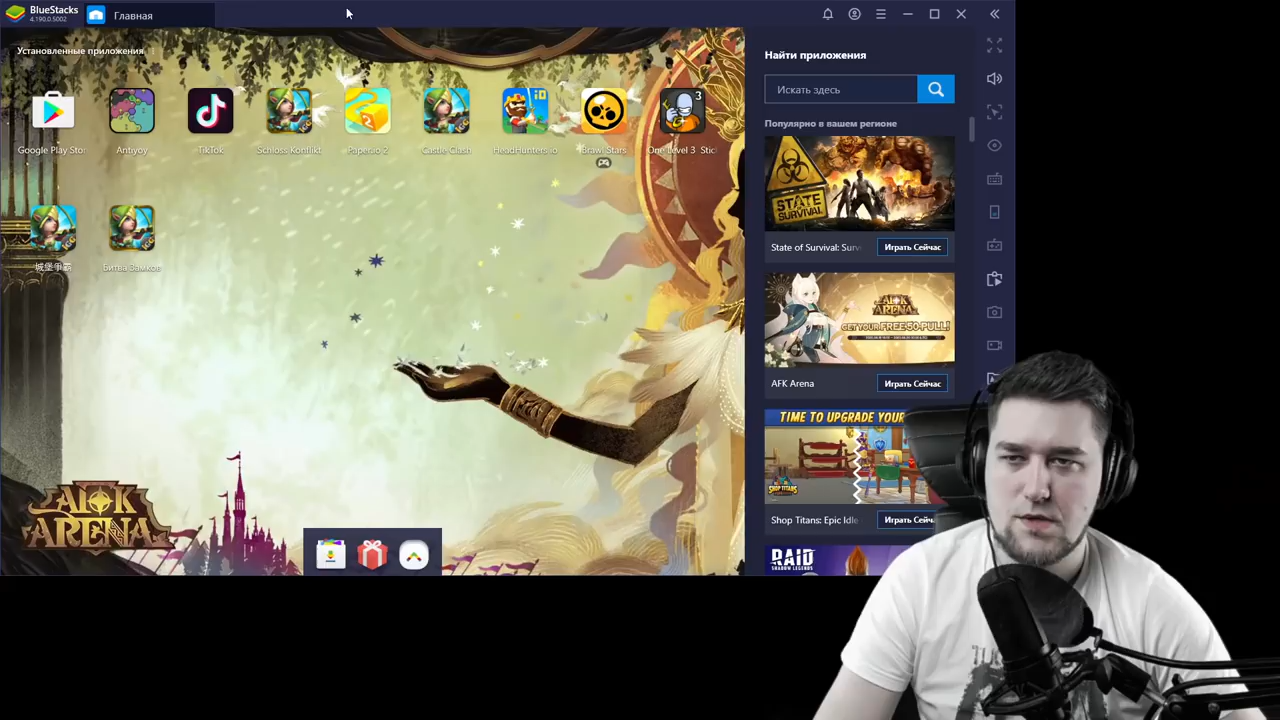 BlueStacks
4.190.0.5002
Главная
Установленные приложения
Google Play Stor
Antiyoy
TikTok
Schloss Konflikt
Paper.io 2
Castle Clash
HeadHunters io
Brawl Stars
One Level 3 Stic
城堡爭霸
Битва Замков
AFK
ARENA
Найти приложения
Искать здесь
Популярно в вашем регионе
STATE OF SURVIVAL
State of Survival: Surv
Играть Сейчас
AFK ARENA
GET YOUR FREE 50-PULL!
AFK Arena
Играть Сейчас
TIME TO UPGRADE YOUR
SHOP TITANS
Shop Titans: Epic Idle
Играть Сейч
RAID
SHADOW LEGENDS